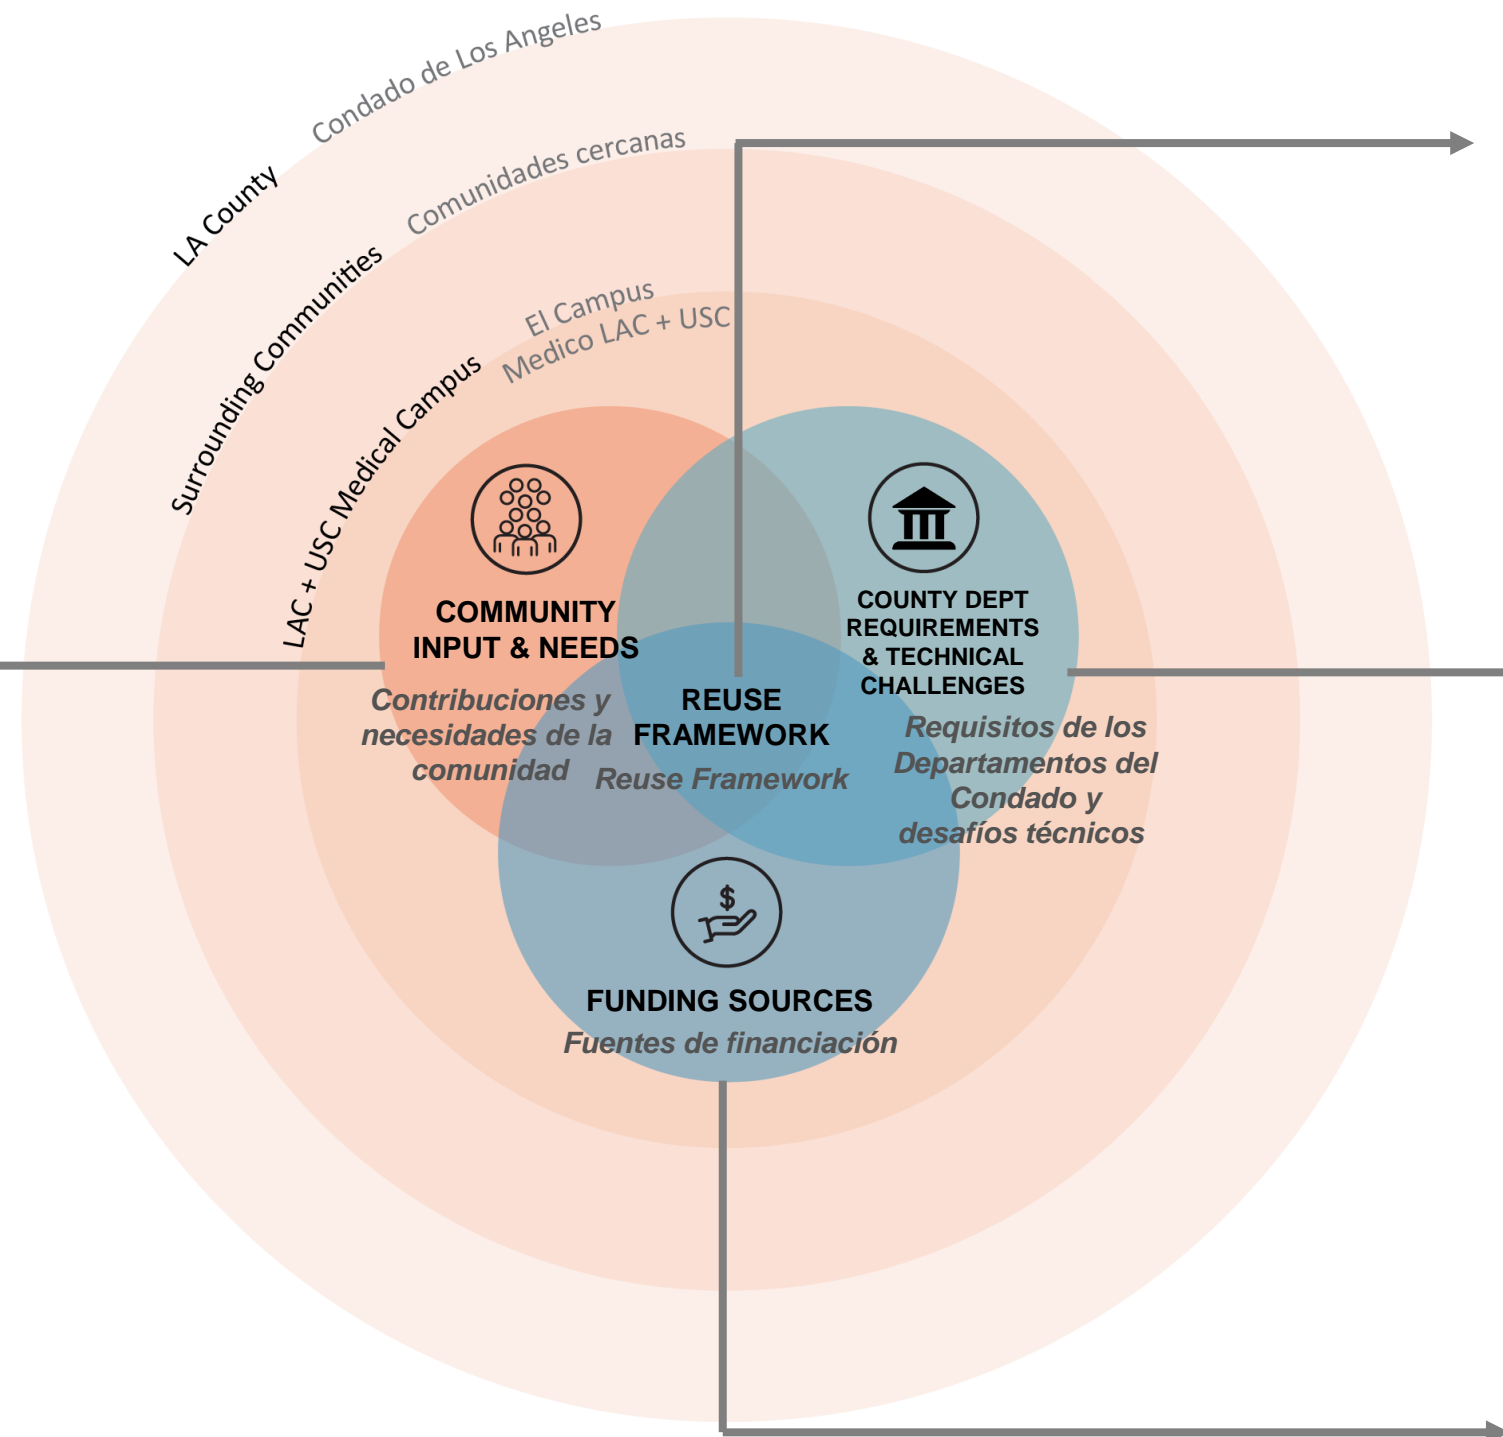 Condado de Los Angeles
LA County
Comunidades cercanas
Surrounding Communities
El Campus
Medico LAC + USC
LAC + USC Medical Campus
COMMUNITY
INPUT & NEEDS
Contribuciones y
necesidades de la
comunidad
COUNTY DEPT
REQUIREMENTS
& TECHNICAL
CHALLENGES
Requisitos de los
Departamentos del
Condado y
desafíos técnicos
REUSE
FRAMEWORK
Reuse Framework
$
FUNDING SOURCES
Fuentes de financiación